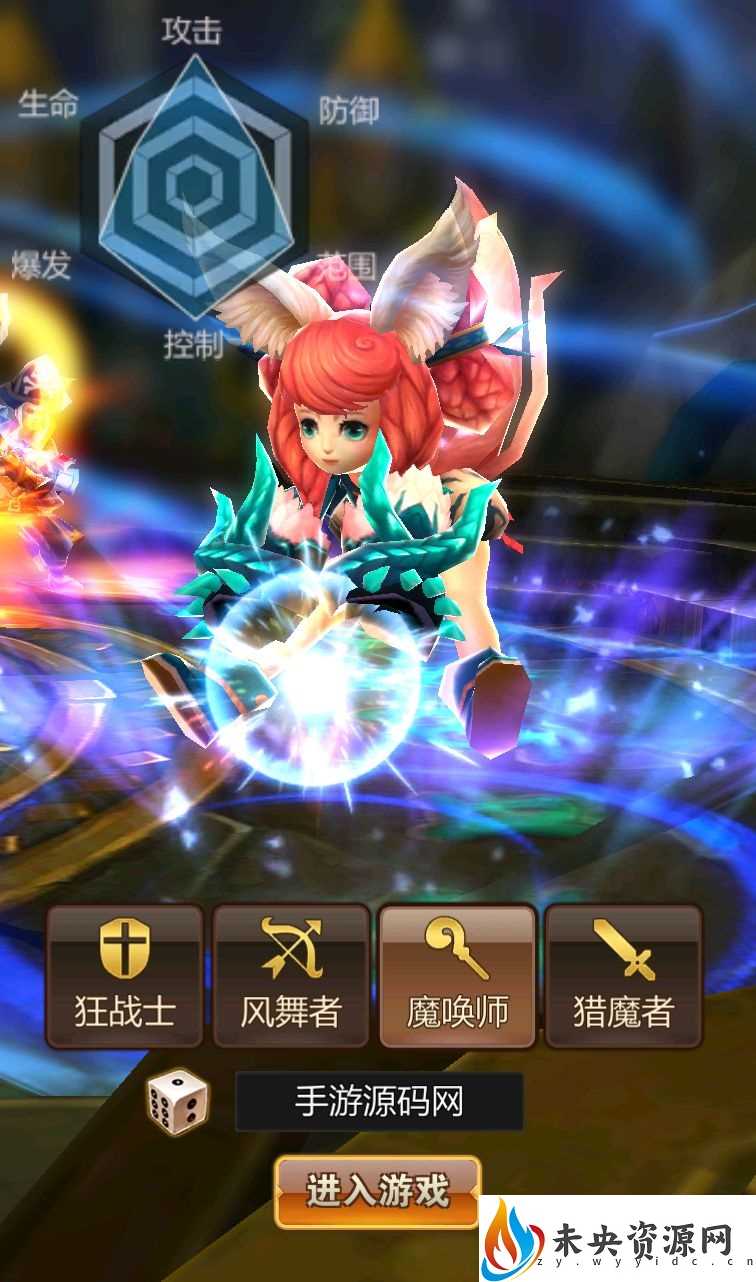 攻击
生命
防御
爆发
范围
控制
狂战士
风舞者
魔唤师
猎魔者
手游源码网
进入游戏
未央资源网
zy.wyyidc.cn